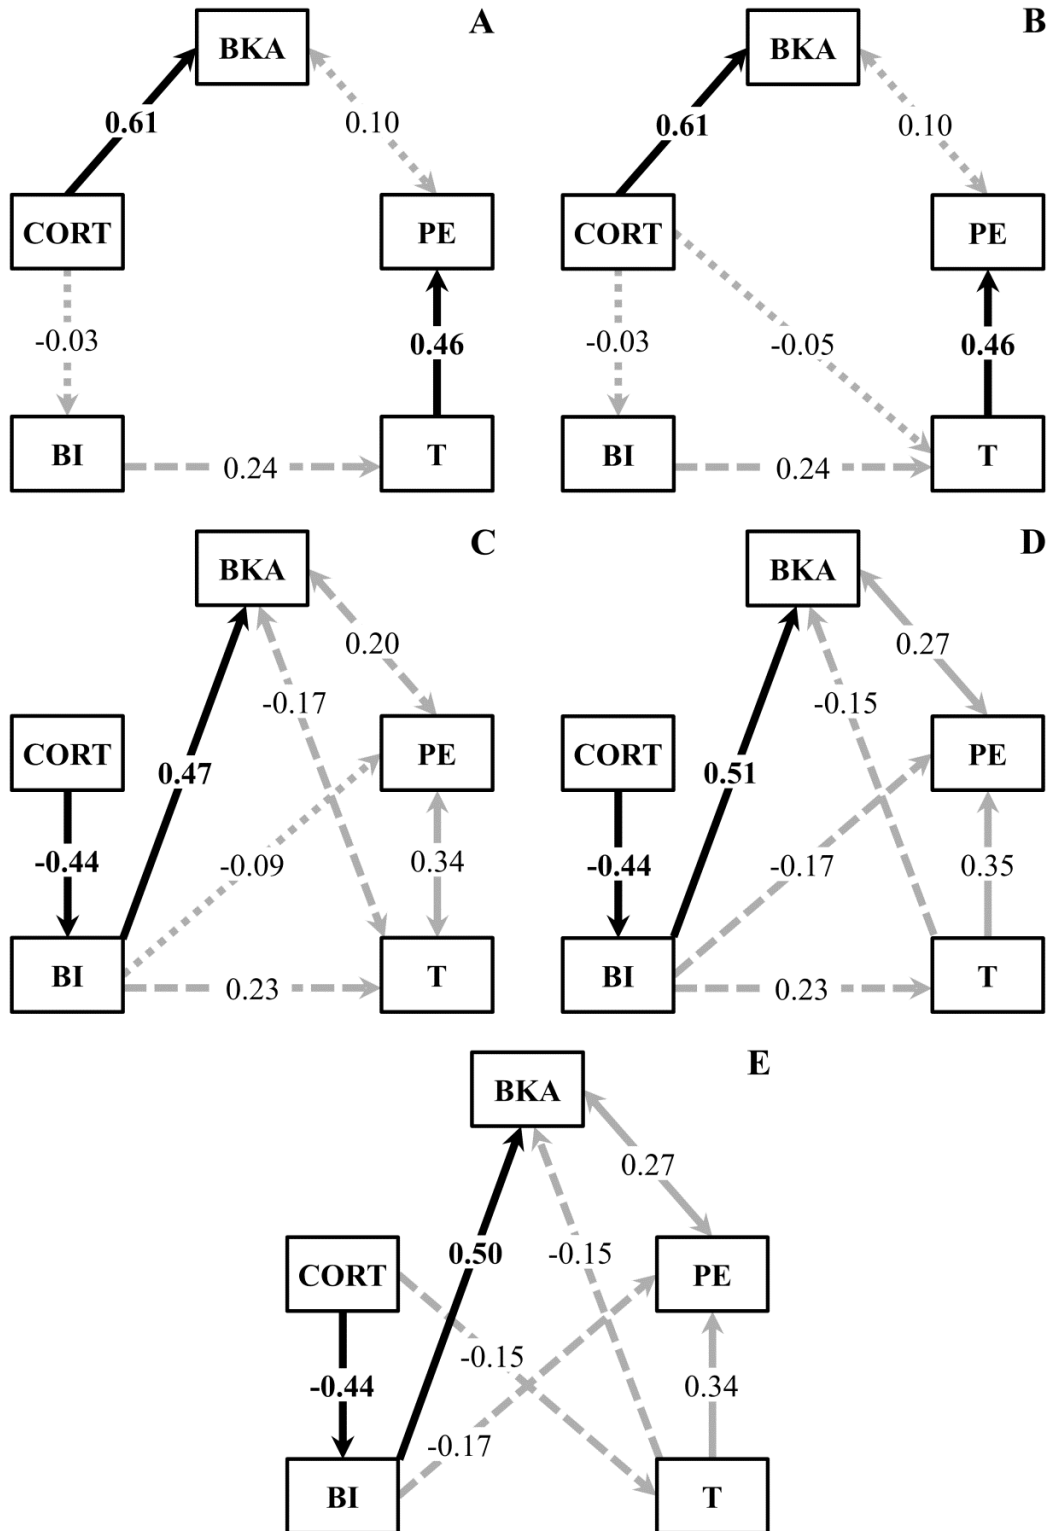 A B
BKA BKA
0.61 0.10 0.61 0.10
CORT PE CORT PE
-0.03 0.46 -0.03 -0.05 0.46
BI T BI T
0.24 0.24
C D
BKA BKA
0.20 0.27
-0.17 -0.15
CORT PE CORT PE
0.47 0.51
-0.44 -0.09 0.34 -0.44 -0.17 0.35
BI T BI T
0.23 0.23
E
BKA
0.27
0.50 -0.15
CORT PE
-0.15
-0.44 0.34
-0.17
BI T